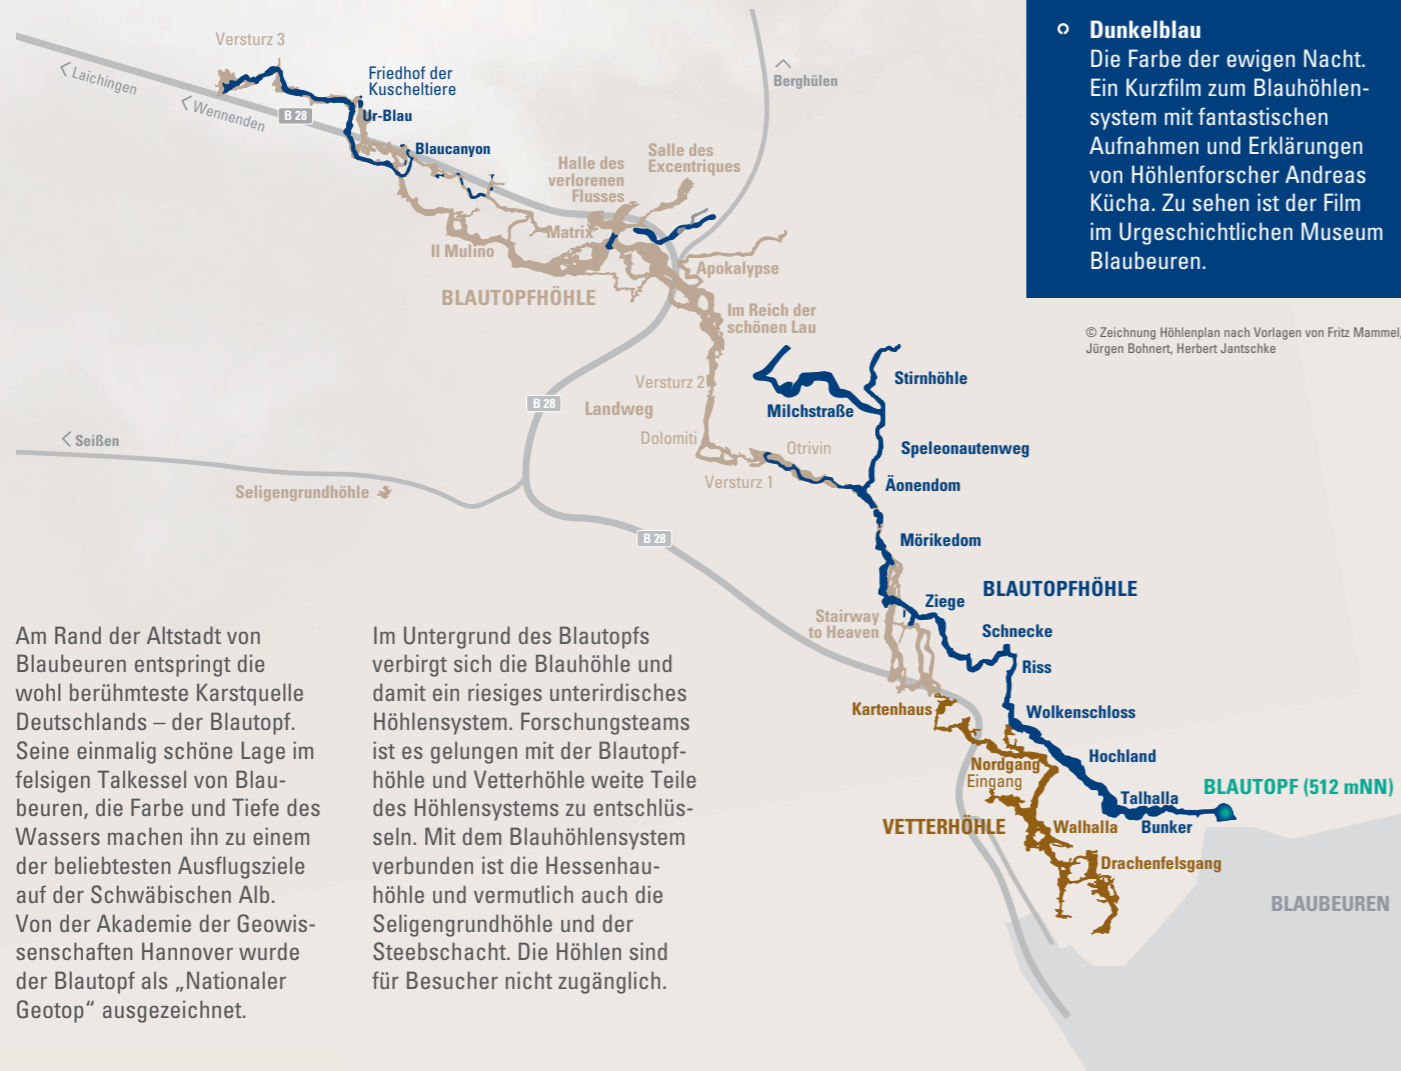 Versturz 3
Laichingen
Wennenden
B 28
Friedhof der
Kuscheltiere
Ur-Blau
Blaucanyon
Berghülen
Halle des
verlorenen
Flusses
Salle des
Excentriques
Matrix
Il Mulino
Apokalypse
BLAUTOPFHÖHLE
Im Reich der
schönen Lau
Versturz 2
B 28
Landweg
Dolomiti
Otrivin
Versturz 1
Seißen
Seligengrundhöhle
B 28
Milchstraße
Stirnhöhle
Speleonautenweg
Äonendom
Mörikedom
BLAUTOPFHÖHLE
Ziege
Stairway
to Heaven
Schnecke
Riss
Kartenhaus
Wolkenschloss
Hochland
Nordgang
Eingang
Talhalla
BLAUTOPF (512 mNN)
VETTERHÖHLE
Walhalla
Bunker
Drachenfelsgang
BLAUBEUREN
Dunkelblau
Die Farbe der ewigen Nacht.
Ein Kurzfilm zum Blauhöhlen-
system mit fantastischen
Aufnahmen und Erklärungen
von Höhlenforscher Andreas
Kücha. Zu sehen ist der Film
im Urgeschichtlichen Museum
Blaubeuren.
© Zeichnung Höhlenplan nach Vorlagen von Fritz Mammel,
Jürgen Bohnert, Herbert Jantschke
Am Rand der Altstadt von
Blaubeuren entspringt die
wohl berühmteste Karstquelle
Deutschlands – der Blautopf.
Seine einmalig schöne Lage im
felsigen Talkessel von Blau-
beuren, die Farbe und Tiefe des
Wassers machen ihn zu einem
der beliebtesten Ausflugsziele
auf der Schwäbischen Alb.
Von der Akademie der Geowis-
senschaften Hannover wurde
der Blautopf als „Nationaler
Geotop“ ausgezeichnet.
Im Untergrund des Blautopfs
verbirgt sich die Blauhöhle und
damit ein riesiges unterirdisches
Höhlensystem. Forschungsteams
ist es gelungen mit der Blautopf-
höhle und Vetterhöhle weite Teile
des Höhlensystems zu entschlüs-
seln. Mit dem Blauhöhlensystem
verbunden ist die Hessenhau-
höhle und vermutlich auch die
Seligengrundhöhle und der
Steebschacht. Die Höhlen sind
für Besucher nicht zugänglich.